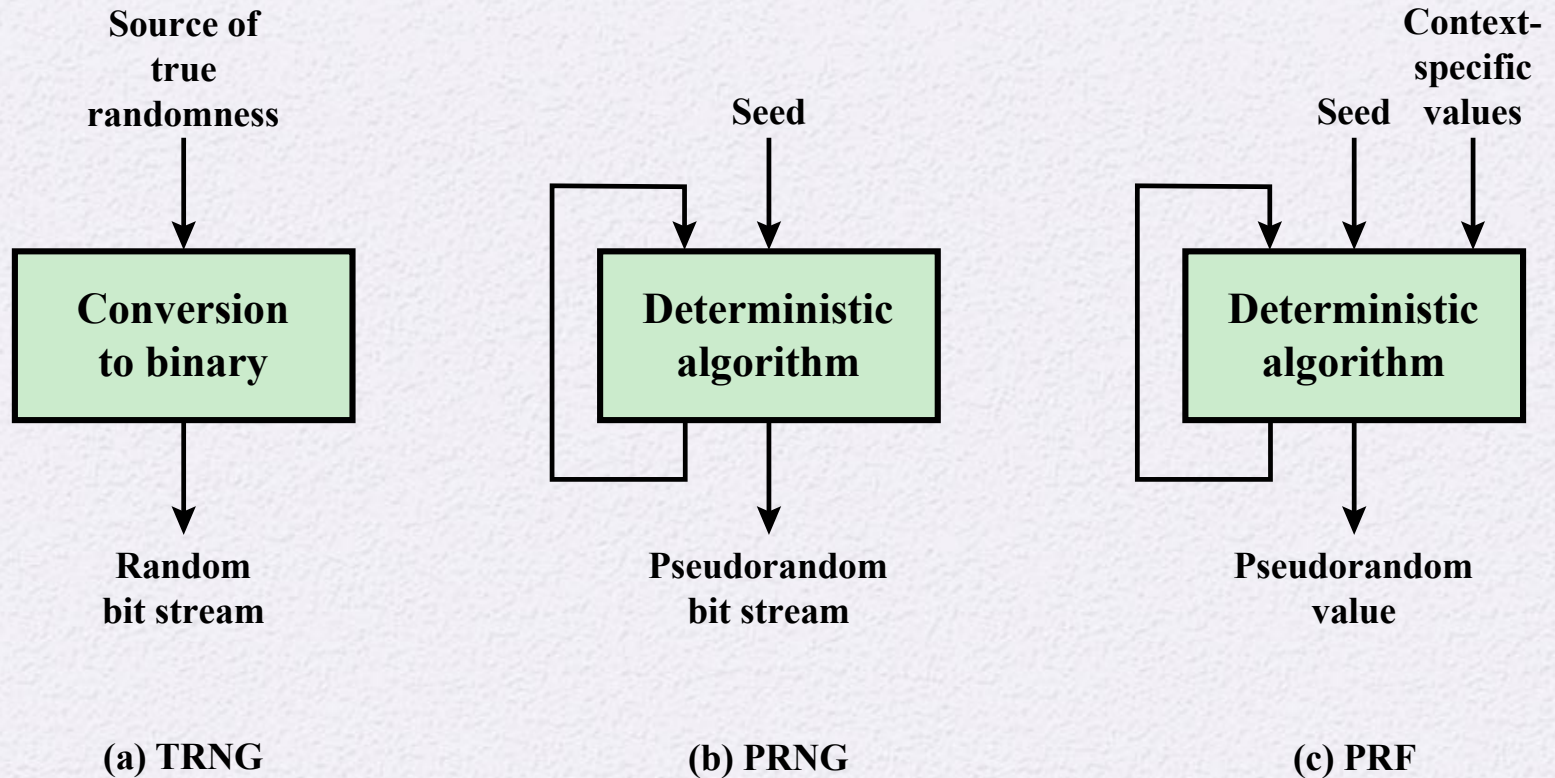 Source of
true
randomness
Conversion
to binary
Random
bit stream
(a) TRNG
Seed
Deterministic
algorithm
Pseudorandom
bit stream
(b) PRNG
Seed
Context-
specific
values
Deterministic
algorithm
Pseudorandom
value
(c) PRF